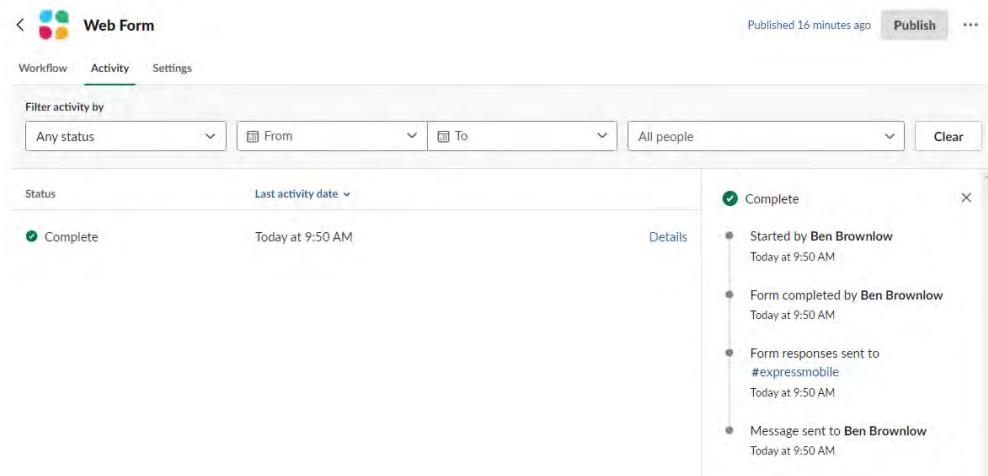 Web Form
Published 16 minutes ago
Publish
Workflow Activity Settings
Filter activity by
Any status
From
To
All people
Clear
Status
Last activity date
Complete
Today at 9:50 AM
Details
Complete
Started by Ben Brownlow
Today at 9:50 AM
Form completed by Ben Brownlow
Today at 9:50 AM
Form responses sent to
#expressmobile
Today at 9:50 AM
Message sent to Ben Brownlow
Today at 9:50 AM